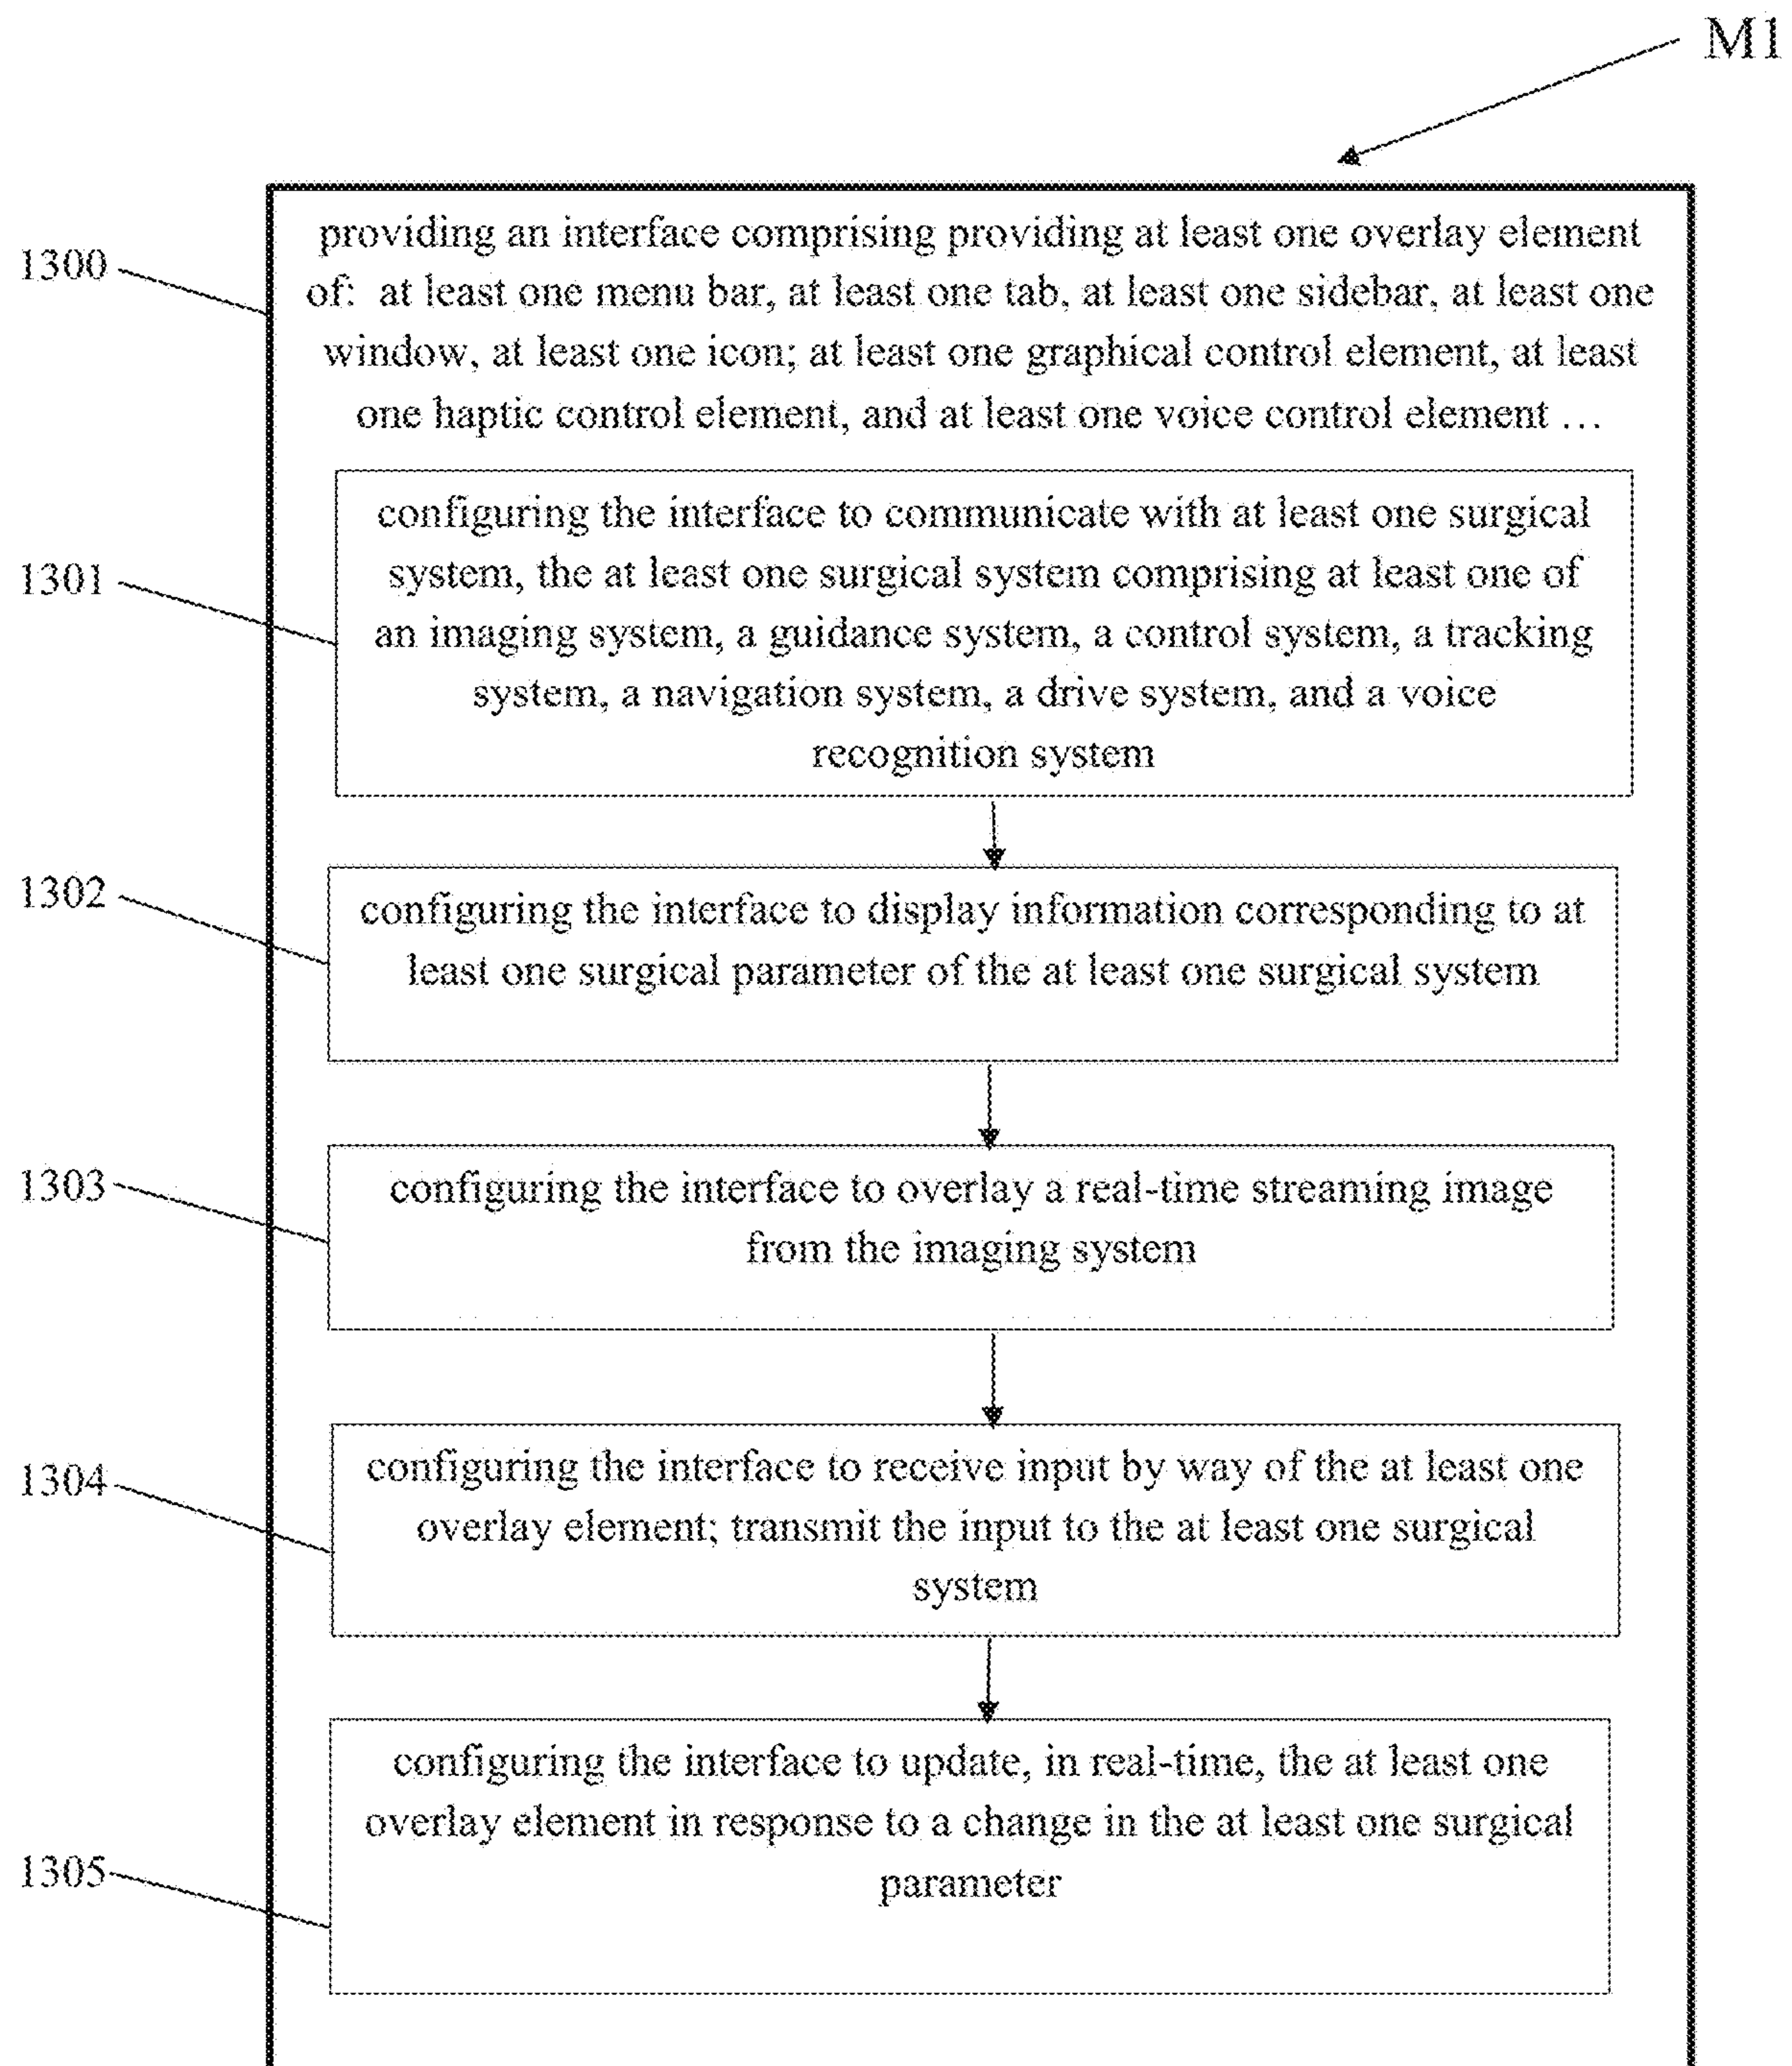 M1
1300
providing an interface comprising providing at least one overlay element
of: at least one menu bar, at least one tab, at least one sidebar, at least one
window, at least one icon; at least one graphical control element, at least
one haptic control element, and at least one voice control element ...
1301
configuring the interface to communicate with at least one surgical
system, the at least one surgical system comprising at least one of
an imaging system, a guidance system, a control system, a tracking
system, a navigation system, a drive system, and a voice
recognition system
1302
configuring the interface to display information corresponding to at
least one surgical parameter of the at least one surgical system
1303
configuring the interface to overlay a real-time streaming image
from the imaging system
1304
configuring the interface to receive input by way of the at least one
overlay element; transmit the input to the at least one surgical
system
1305
configuring the interface to update, in real-time, the at least one
overlay element in response to a change in the at least one surgical
parameter